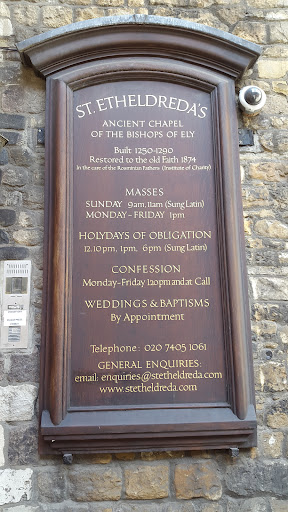 ST. ETHELDREDA'S
ANCIENT CHAPEL
OF THE BISHOPS OF ELY
Built 1250-1290
Restored to the old Faith 1874
In the care of the Rosminian Fathers (Institute of Charity)
MASSES
SUNDAY 9am, 11am (Sung Latin)
MONDAY-FRIDAY 1pm
HOLYDAYS OF OBLIGATION
12.10pm, 1pm, 6pm (Sung Latin)
CONFESSION
Monday-Friday 1.20pm and at Call
WEDDINGS & BAPTISMS
By Appointment
Telephone: 020 7405 1061
GENERAL ENQUIRIES:
email: enquiries@stetheldreda.com
www.stetheldreda.com